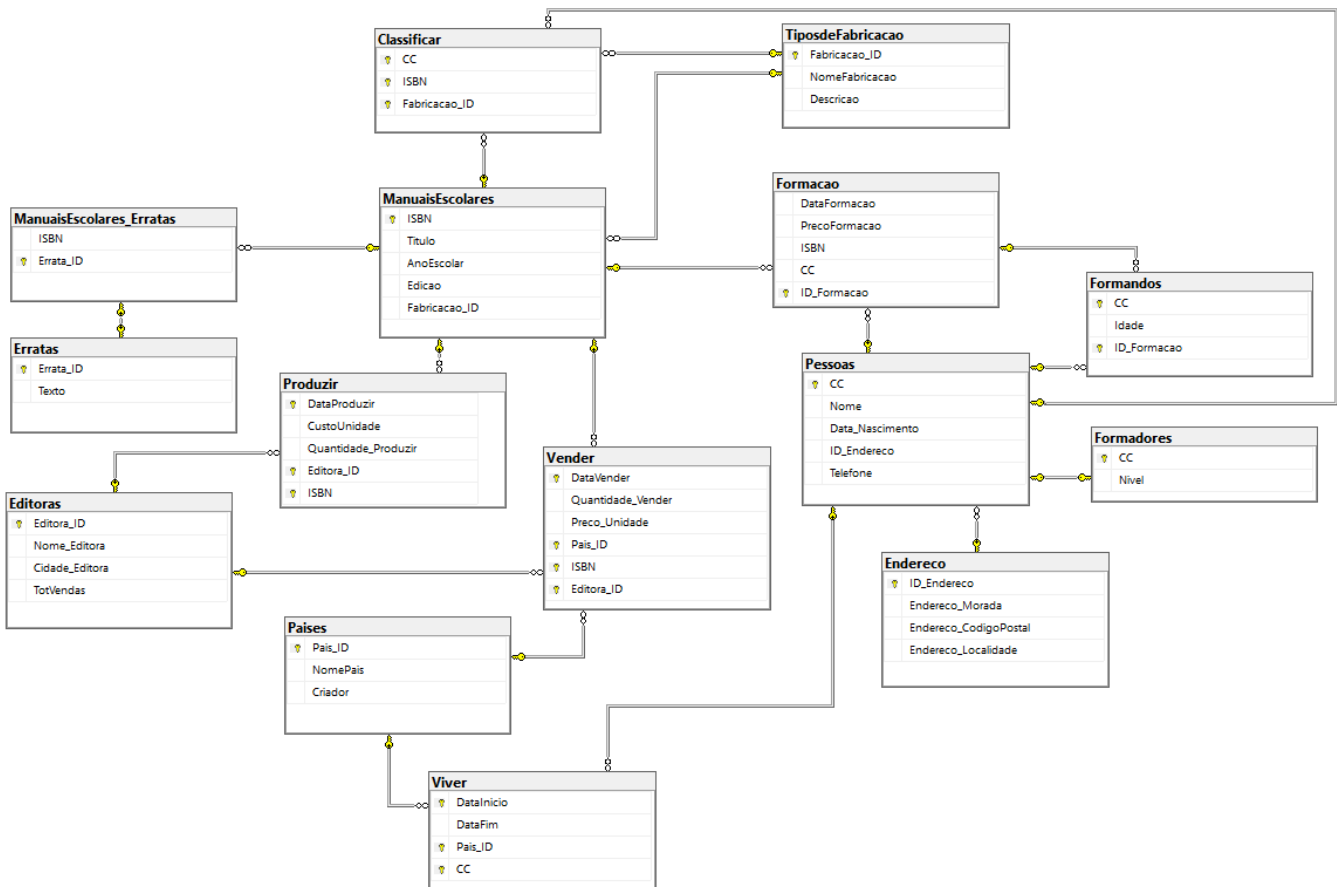 Classificar
CC
ISBN
Fabricacao_ID
TiposdeFabricacao
Fabricacao_ID
NomeFabricacao
Descricao
ManuaisEscolares_Erratas
ISBN
Errata_ID
ManuaisEscolares
ISBN
Titulo
AnoEscolar
Edicao
Fabricacao_ID
Formacao
DataFormacao
PrecoFormacao
ISBN
CC
ID_Formacao
Formandos
CC
Idade
ID_Formacao
Erratas
Errata_ID
Texto
Produzir
DataProduzir
CustoUnidade
Quantidade_Produzir
Editora_ID
ISBN
Pessoas
CC
Nome
Data_Nascimento
ID_Endereco
Telefone
Formadores
CC
Nivel
Vender
DataVender
Quantidade_Vender
Preco_Unidade
Pais_ID
ISBN
Editora_ID
Editoras
Editora_ID
Nome_Editora
Cidade_Editora
TotVendas
Endereco
ID_Endereco
Endereco_Morada
Endereco_CodigoPostal
Endereco_Localidade
Paises
Pais_ID
NomePais
Criador
Viver
DataInicio
DataFim
Pais_ID
CC